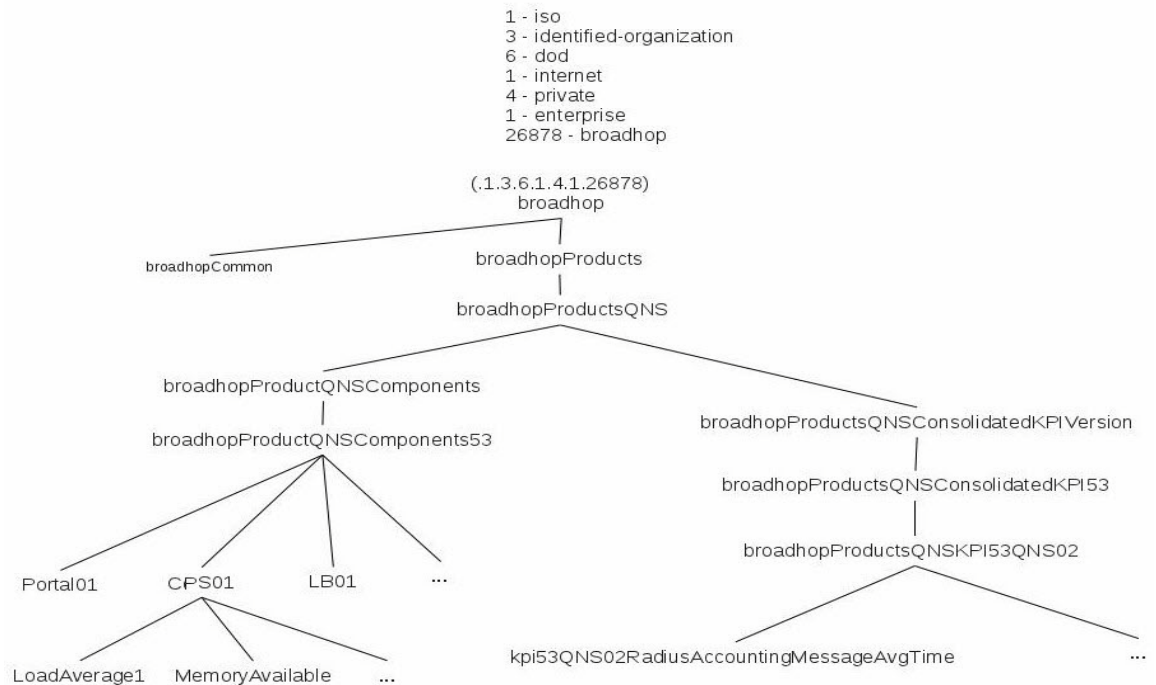 1 - iso
3 - identified-organization
6 - dod
1 - internet
4 - private
1 - enterprise
26878 - broadhop
(.1.3.6.1.4.1.26878)
broadhop
broadhopCommon
broadhopProducts
broadhopProductsQNS
broadhopProductQNSComponents
broadhopProductsQNSConsolidatedKPIVersion
broadhopProductQNSComponents53
broadhopProductsQNSConsolidatedKPI53
broadhopProductsQNSKPI53QNS02
Portal01 CPS01 LB01 ...
kpi53QNS02RadiusAccountingMessageAvgTime ...
LoadAverage1 MemoryAvailable ...